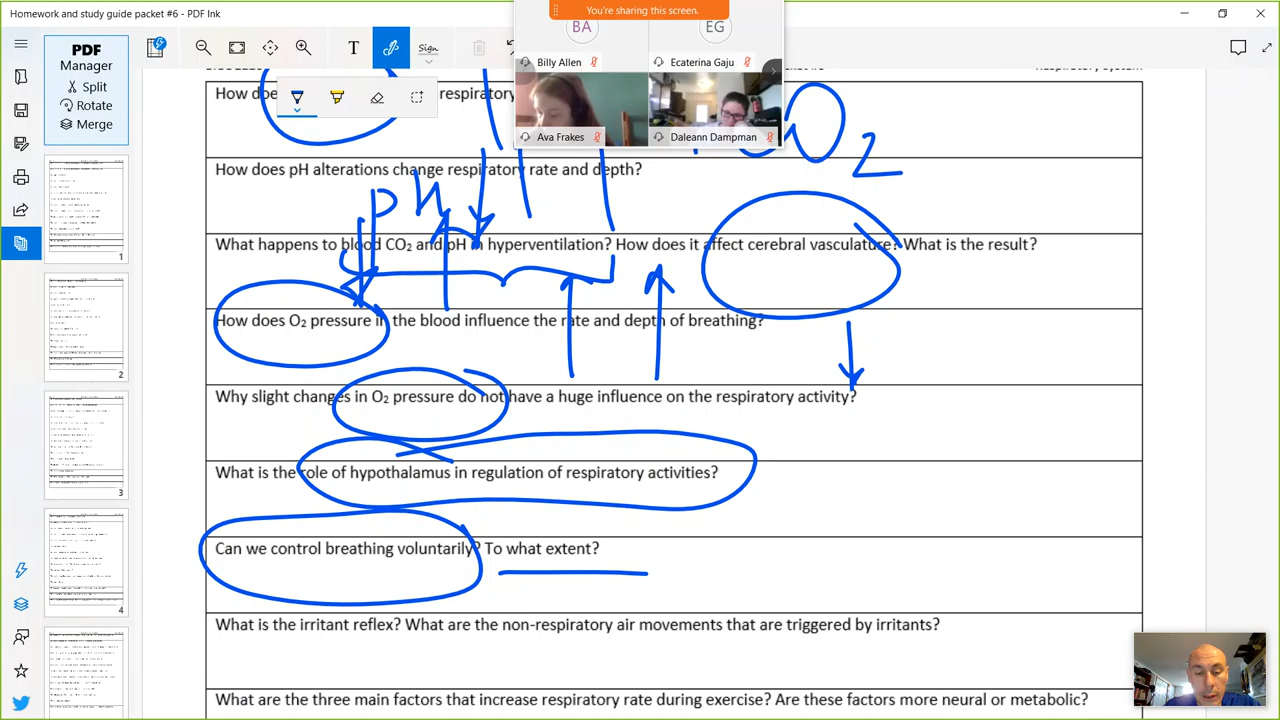 Homework and study guide packet #6 - PDF Ink
You're sharing this screen.
PDF
Manager
Split
Rotate
Merge
T
Sign
BA
EG
Billy Allen
Ecaterina Gaju
Ava Frakes
Daleann Dampman
How does respiratory
CO2
How does pH alterations change respiratory rate and depth?
pH
What happens to blood CO₂ and pH in hyperventilation? How does it affect cerebral vasculature? What is the result?
How does O₂ pressure in the blood influence the rate and depth of breathing?
Why slight changes in O₂ pressure do not have a huge influence on the respiratory activity?
What is the role of hypothalamus in regulation of respiratory activities?
Can we control breathing voluntarily? To what extent?
What is the irritant reflex? What are the non-respiratory air movements that are triggered by irritants?
What are the three main factors that increase respiratory rate during exercise? Are these factors more neural or metabolic?
1
2
3
4